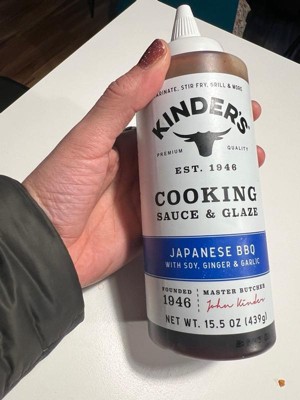 MARINATE, STIR FRY, GRILL & MORE
KINDER'S
PREMIUM QUALITY
EST. 1946
COOKING
SAUCE & GLAZE
JAPANESE BBQ
WITH SOY, GINGER & GARLIC
FOUNDED MASTER BUTCHER
1946 John Kinder
NET WT. 15.5 OZ (439g)